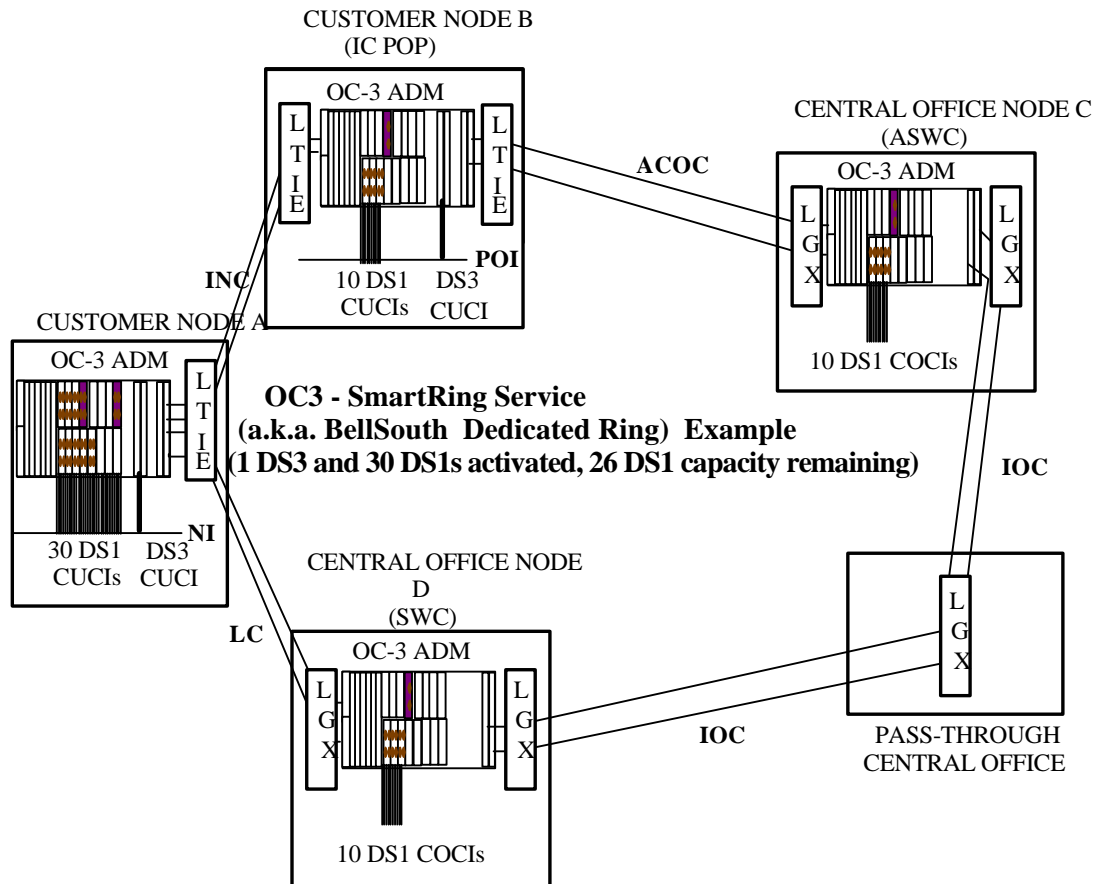 CUSTOMER NODE B
(IC POP)
OC-3 ADM
L
T
IE
L
T
IE
10 DS1
CUCIs
DS3
CUCI
POI
ACOC
CENTRAL OFFICE NODE C
(ASWC)
OC-3 ADM
L
G
X
L
G
X
10 DS1 COCIs
INC
CUSTOMER NODE A
OC-3 ADM
L
T
IE
30 DS1
CUCIs
DS3
CUCI
NI
OC3 - SmartRing Service
(a.k.a. BellSouth Dedicated Ring) Example
(1 DS3 and 30 DS1s activated, 26 DS1 capacity remaining)
IOC
LC
CENTRAL OFFICE NODE
D
(SWC)
OC-3 ADM
L
G
X
L
G
X
10 DS1 COCIs
IOC
L
G
X
PASS-THROUGH
CENTRAL OFFICE